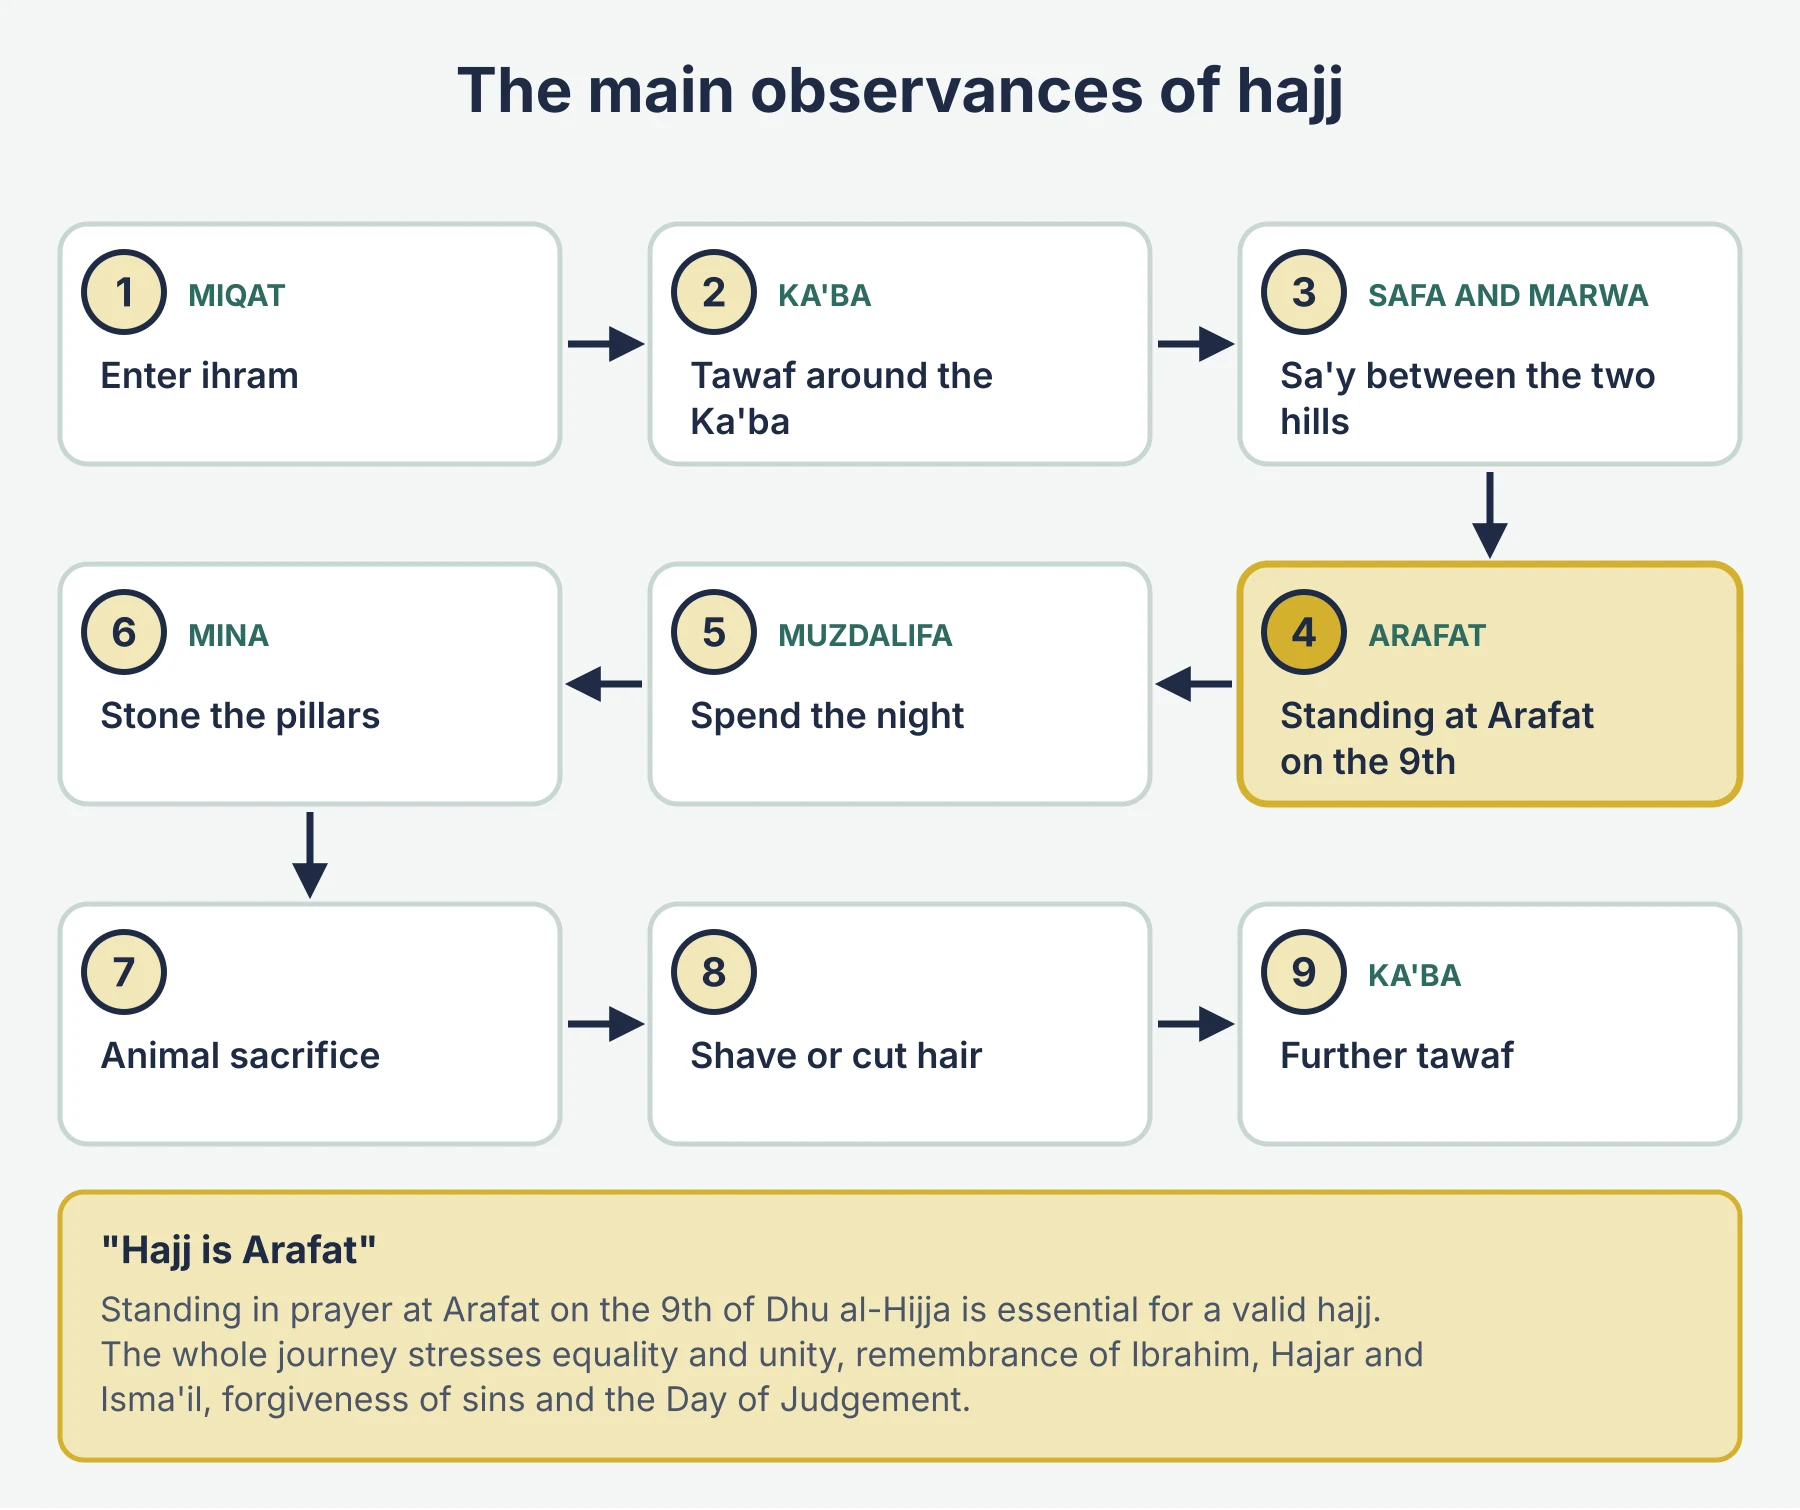 The main observances of hajj
1 MIQAT
Enter ihram
2 KA'BA
Tawaf around the
Ka'ba
3 SAFA AND MARWA
Sa'y between the two
hills
4 ARAFAT
Standing at Arafat
on the 9th
5 MUZDALIFA
Spend the night
6 MINA
Stone the pillars
7
Animal sacrifice
8
Shave or cut hair
9 KA'BA
Further tawaf
"Hajj is Arafat"
Standing in prayer at Arafat on the 9th of Dhu al-Hijja is essential for a valid hajj.
The whole journey stresses equality and unity, remembrance of Ibrahim, Hajar and
Isma'il, forgiveness of sins and the Day of Judgement.